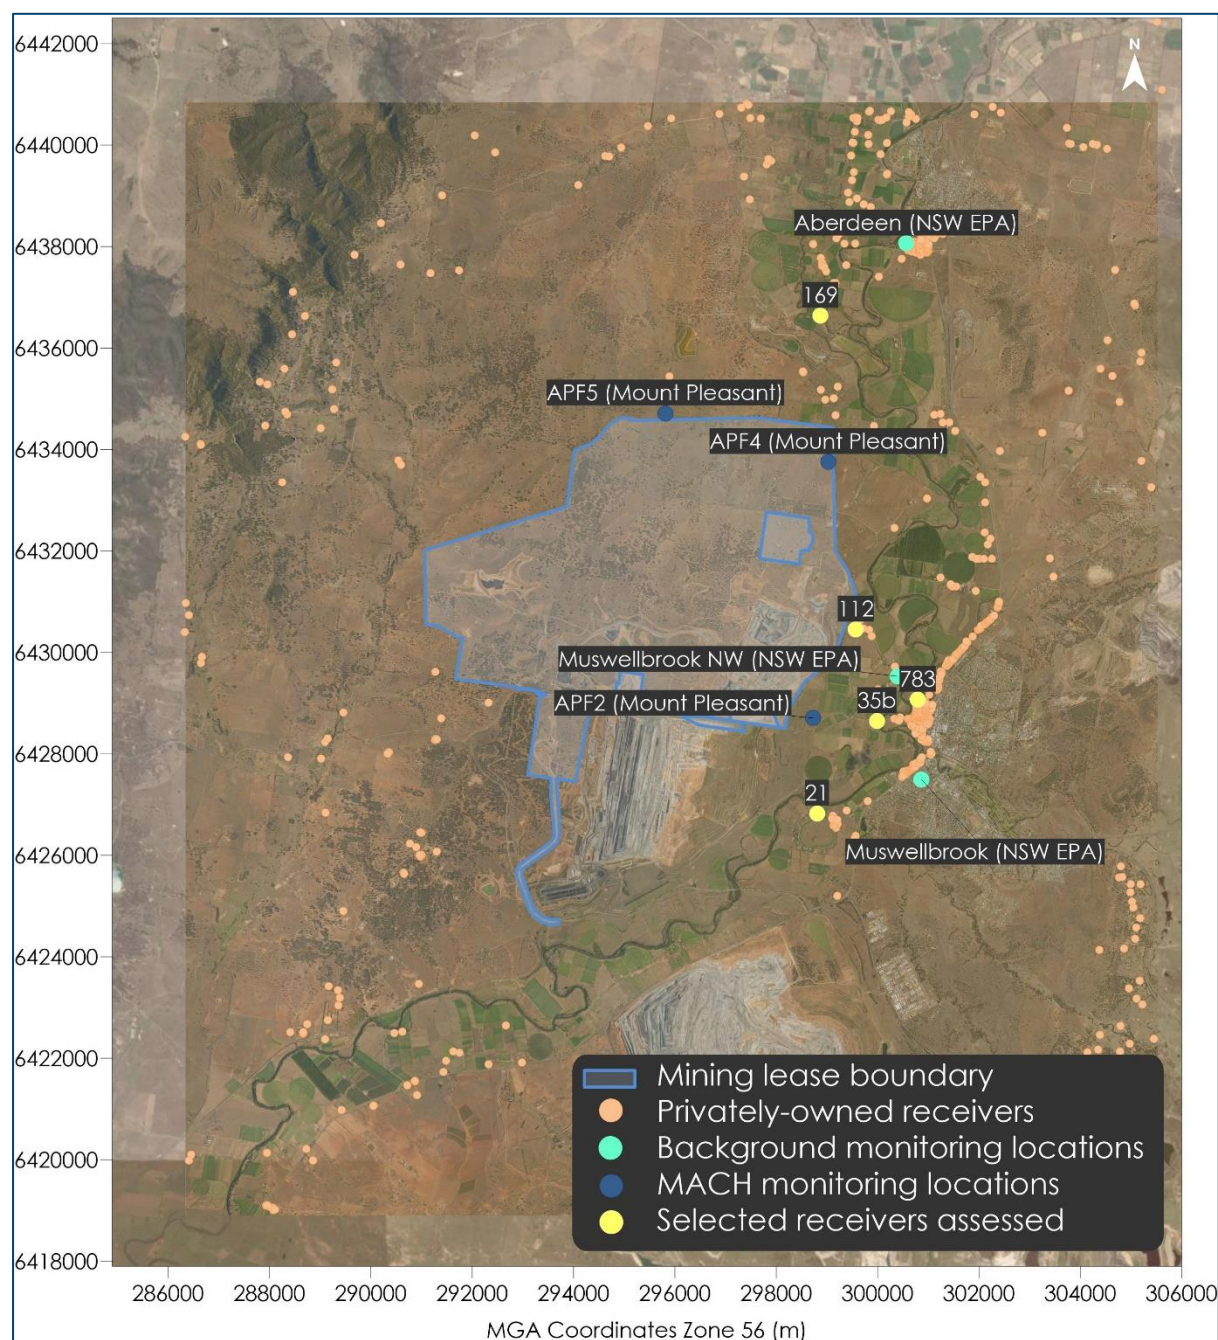 6442000
N
6440000
Aberdeen (NSW EPA)
6438000
169
6436000
APF5 (Mount Pleasant)
APF4 (Mount Pleasant)
6434000
6432000
112
6430000
Muswellbrook NW (NSW EPA)
783
APF2 (Mount Pleasant)
35b
6428000
21
Muswellbrook (NSW EPA)
6426000
6424000
6422000
Mining lease boundary
Privately-owned receivers
Background monitoring locations
6420000
MACH monitoring locations
Selected receivers assessed
6418000
286000 288000 290000 292000 294000 296000 298000 300000 302000 304000 306000
MGA Coordinates Zone 56 (m)